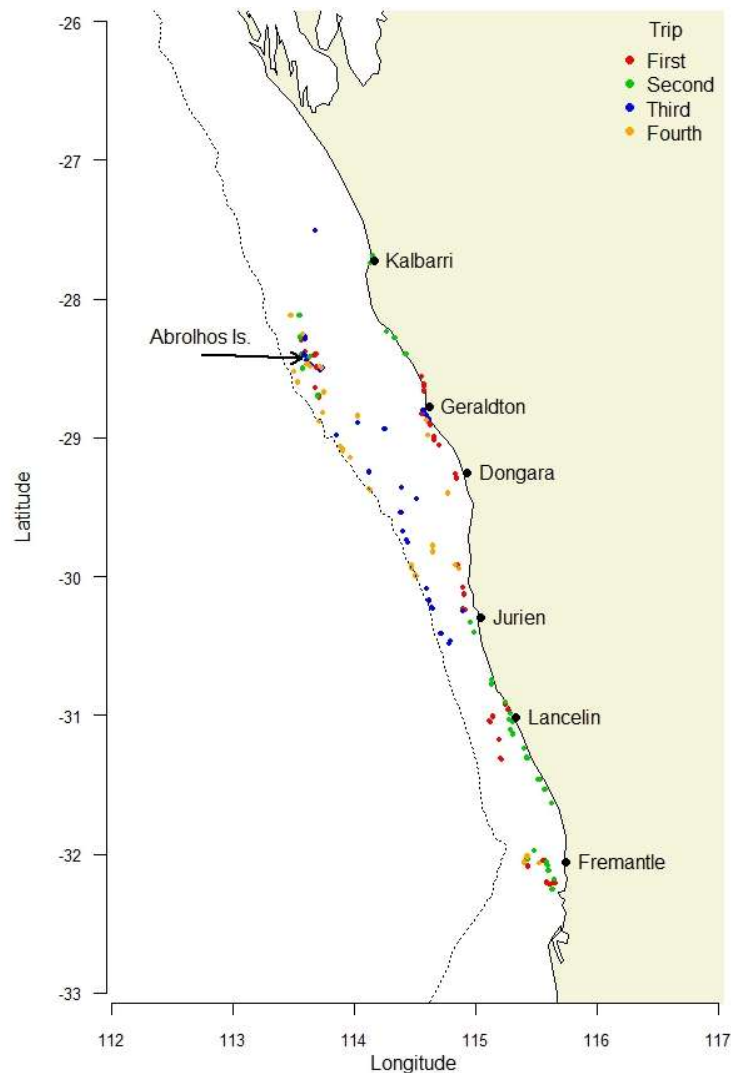 -26
Trip
First
Second
Third
Fourth
-27
Kalbarri
-28
Abrolhos Is.
Geraldton
-29
Dongara
Latitude
-30
Jurien
-31
Lancelin
-32
Fremantle
-33
112 113 114 115 116 117
Longitude